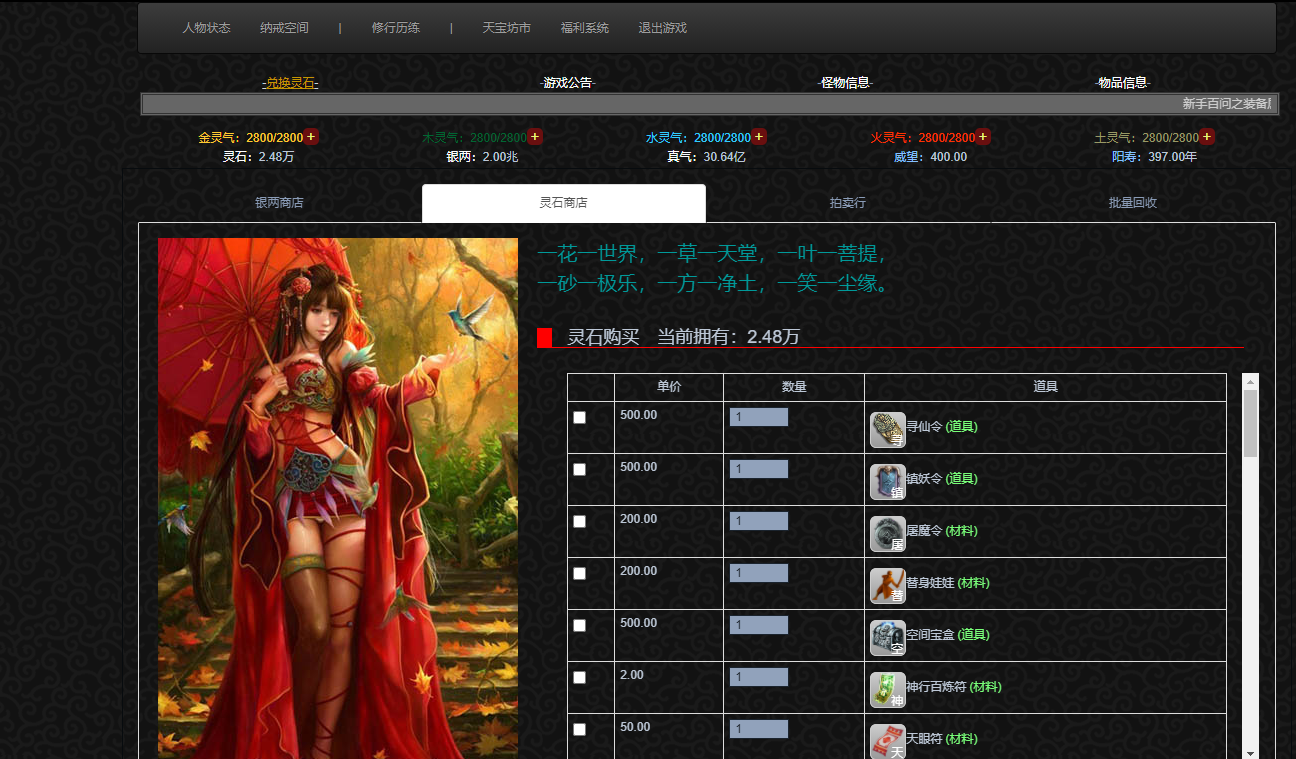 人物状态 纳戒空间 | 修行历练 | 天宝坊市 福利系统 退出游戏
-兑换灵石- -游戏公告- -怪物信息- -物品信息-
新手百问之装备
金灵气：2800/2800 + 木灵气：2800/2800 + 水灵气：2800/2800 + 火灵气：2800/2800 + 土灵气：2800/2800 +
灵石：2.48万 银两：2.00兆 真气：30.64亿 威望：400.00 阳寿：397.00年
银两商店 灵石商店 拍卖行 批量回收
一花一世界，一草一天堂，一叶一菩提，
一砂一极乐，一方一净土，一笑一尘缘。
灵石购买 当前拥有：2.48万
单价 数量 道具
500.00 1 寻 寻仙令 (道具)
500.00 1 镇 镇妖令 (道具)
200.00 1 居 居魔令 (材料)
200.00 1 替 替身娃娃 (材料)
500.00 1 空 空间宝盒 (道具)
2.00 1 神 神行百炼符 (材料)
50.00 1 天 天眼符 (材料)